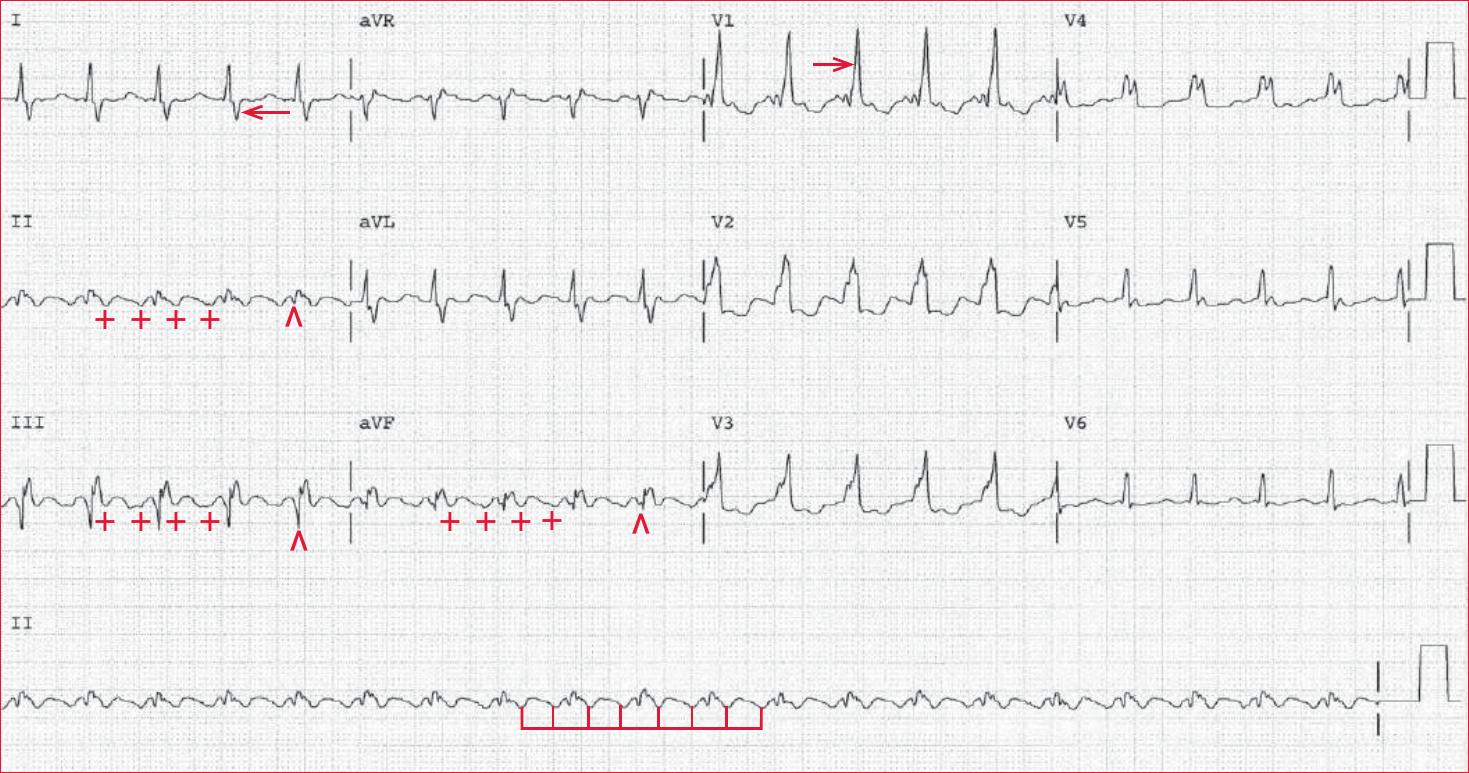 I aVR V1 V4
II aVL V2 V5
+ + + + ^
III aVF V3 V6
+ + + + ^ + + + + ^
II